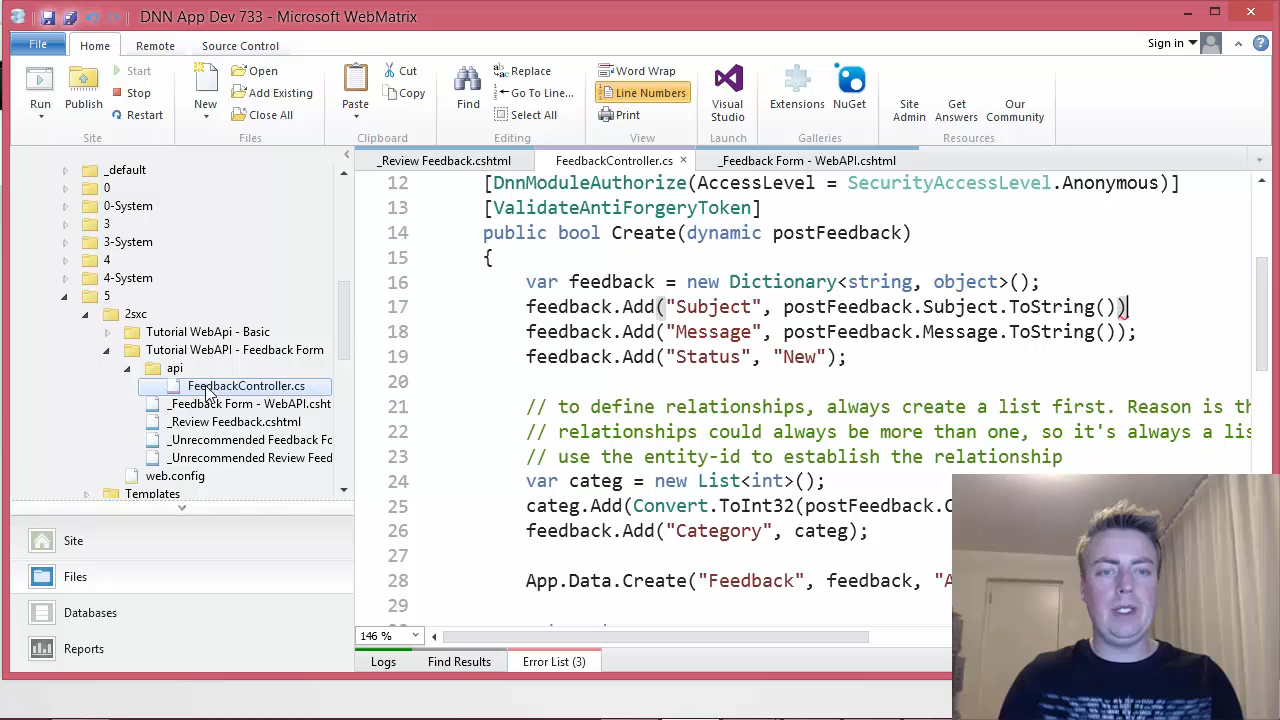 DNN App Dev 733 - Microsoft WebMatrix
File
Home
Remote
Source Control
Sign in
Run
Publish
Start
Stop
Restart
Site
New
Open
Add Existing
Close All
Files
Paste
Cut
Copy
Clipboard
Find
Replace
Go To Line...
Select All
Editing
Word Wrap
Line Numbers
Print
View
Visual
Studio
Launch
Extensions
NuGet
Galleries
Site
Admin
Get
Answers
Our
Community
Resources
_default
0
0-System
3
3-System
4
4-System
5
2sxc
Tutorial WebApi - Basic
Tutorial WebAPI - Feedback Form
api
FeedbackController.cs
_Feedback Form - WebAPI.csht
_Review Feedback.cshtml
_Unrecommended Feedback Fc
_Unrecommended Review Feed
web.config
Templates
Site
Files
Databases
Reports
_Review Feedback.cshtml
FeedbackController.cs
_Feedback Form - WebAPI.cshtml
12 [DnnModuleAuthorize(AccessLevel = SecurityAccessLevel.Anonymous)]
13 [ValidateAntiForgeryToken]
14 public bool Create(dynamic postFeedback)
15 {
16 var feedback = new Dictionary<string, object>();
17 feedback.Add("Subject", postFeedback.Subject.ToString())
18 feedback.Add("Message", postFeedback.Message.ToString());
19 feedback.Add("Status", "New");
20
21 // to define relationships, always create a list first. Reason is th
22 // relationships could always be more than one, so it's always a lis
23 // use the entity-id to establish the relationship
24 var categ = new List<int>();
25 categ.Add(Convert.ToInt32(postFeedback.C
26 feedback.Add("Category", categ);
27
28 App.Data.Create("Feedback", feedback, "A
29
146 %
Logs
Find Results
Error List (3)